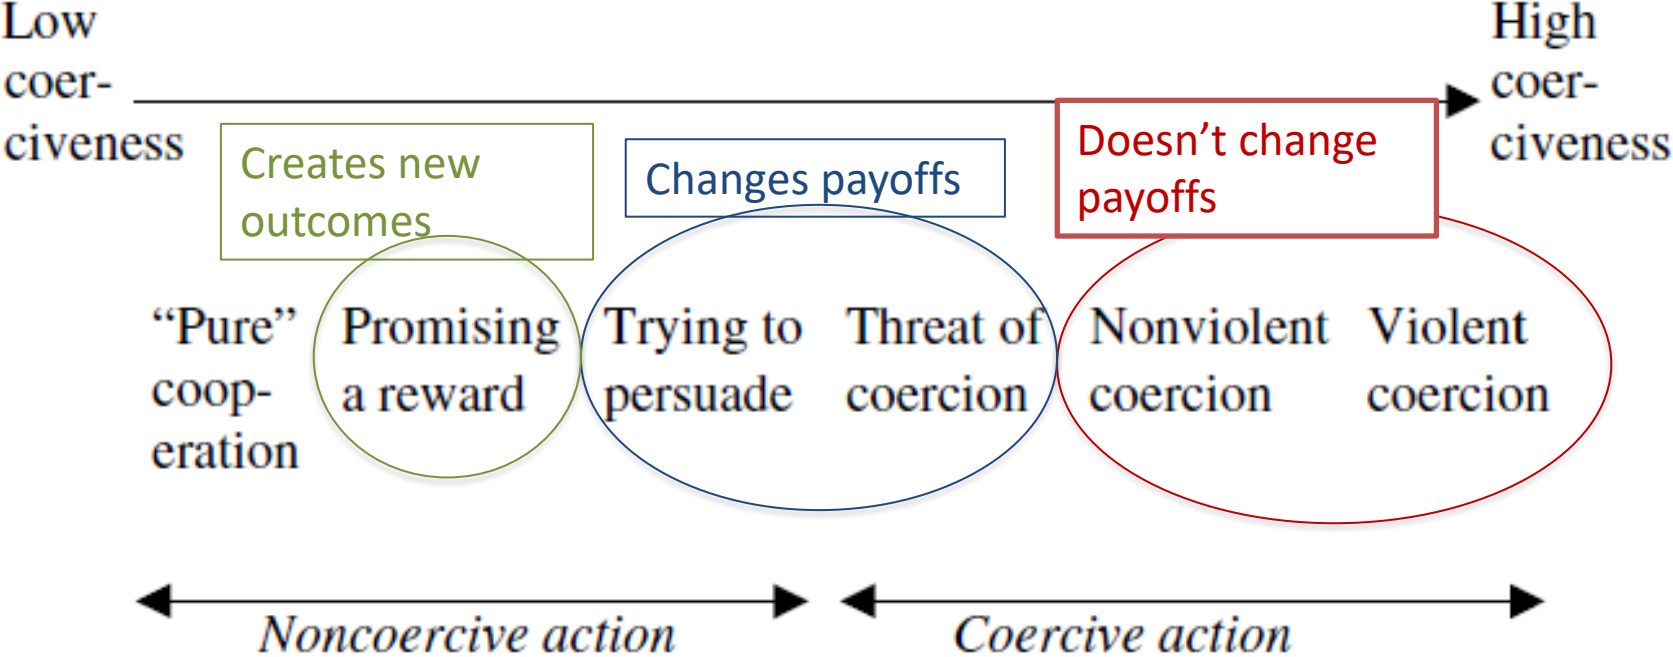 Low
coer-
civeness
High
coer-
civeness
Creates new
outcomes
Changes payoffs
Doesn’t change
payoffs
“Pure”
coop-
eration
Promising
a reward
Trying to
persuade
Threat of
coercion
Nonviolent
coercion
Violent
coercion
Noncoercive action
Coercive action